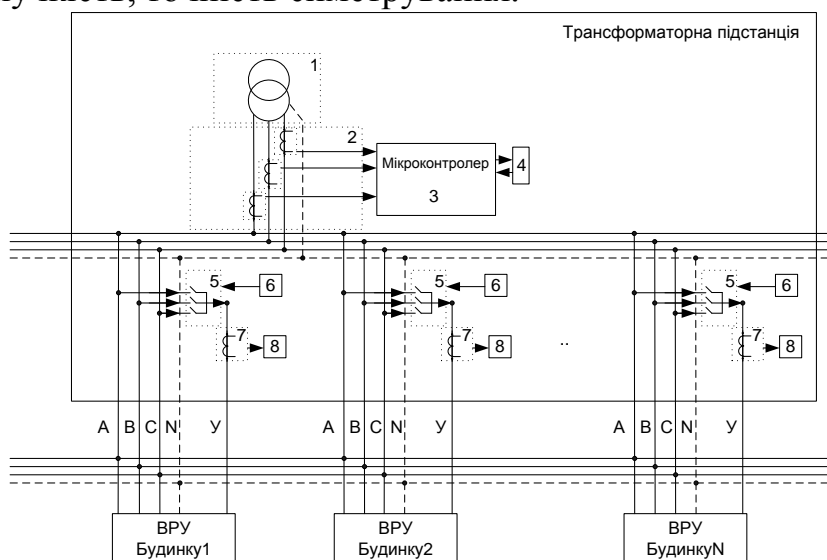 Трансформаторна підстанція
1
2
Мікроконтролер
3
4
5
6
7
8
5
6
7
8
..
5
6
7
8
A B C N У
A B C N У
A B C N У
ВРУ
Будинку1
ВРУ
Будинку2
ВРУ
БудинкуN